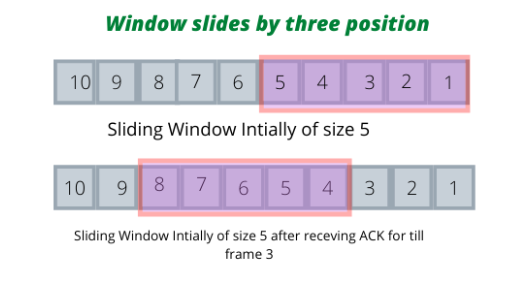 Window slides by three position
10 9 8 7 6 5 4 3 2 1
Sliding Window Intially of size 5
10 9 8 7 6 5 4 3 2 1
Sliding Window Intially of size 5 after receving ACK for till
frame 3